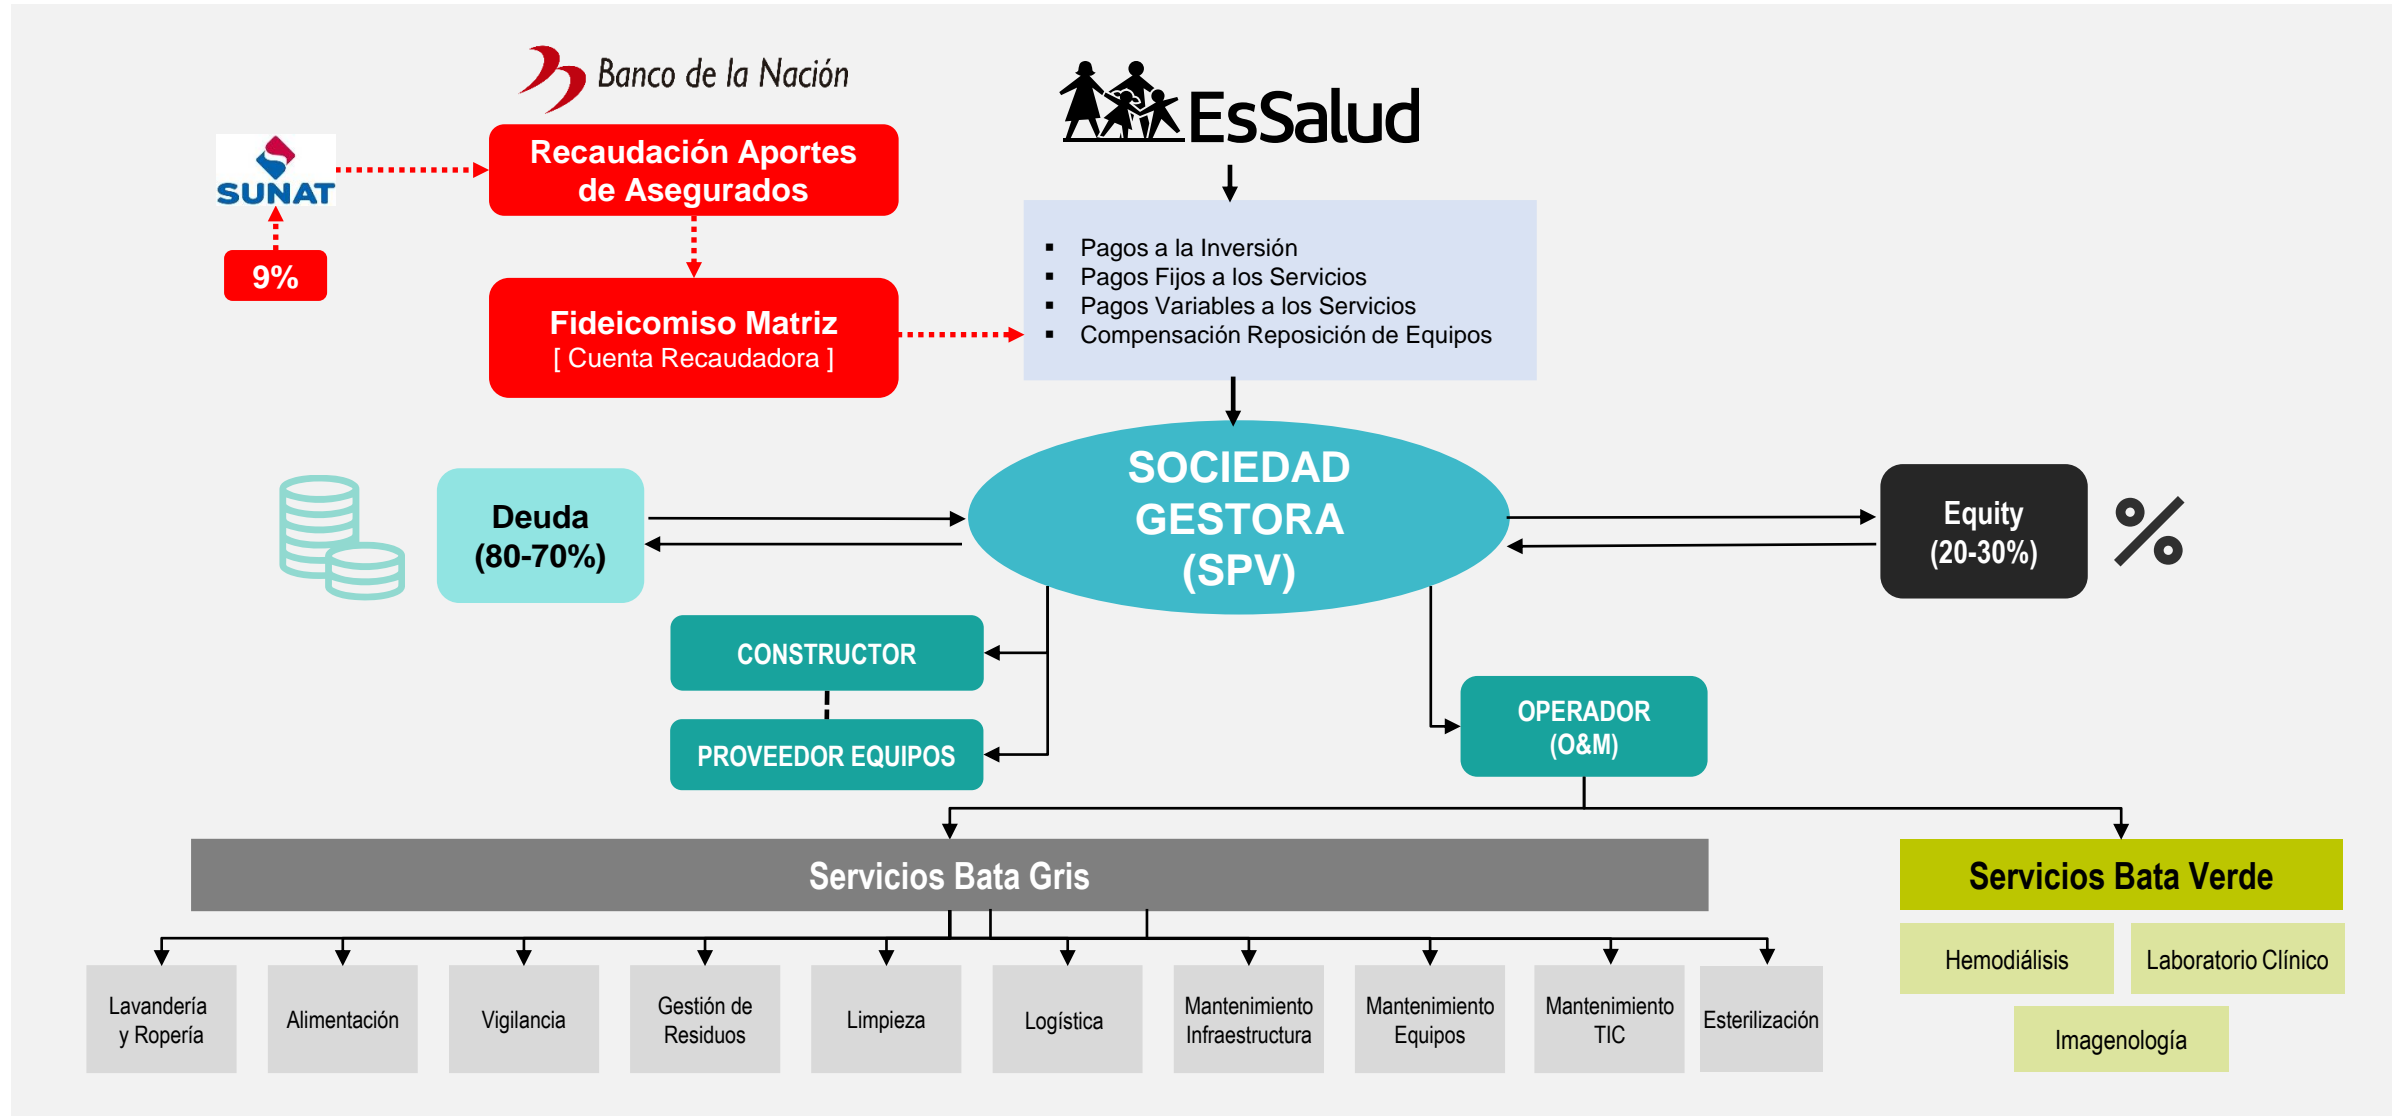 Banco de la Nación
EsSalud
SUNAT
Recaudación Aportes
de Asegurados
9%
Fideicomiso Matriz
[ Cuenta Recaudadora ]
▪ Pagos a la Inversión
▪ Pagos Fijos a los Servicios
▪ Pagos Variables a los Servicios
▪ Compensación Reposición de Equipos
SOCIEDAD
GESTORA
(SPV)
Deuda
(80-70%)
Equity
(20-30%)
%
CONSTRUCTOR
PROVEEDOR EQUIPOS
OPERADOR
(O&M)
Servicios Bata Gris
Servicios Bata Verde
Lavandería
y Ropería
Alimentación
Vigilancia
Gestión de
Residuos
Limpieza
Logística
Mantenimiento
Infraestructura
Mantenimiento
Equipos
Mantenimiento
TIC
Esterilización
Hemodiálisis
Laboratorio Clínico
Imagenología